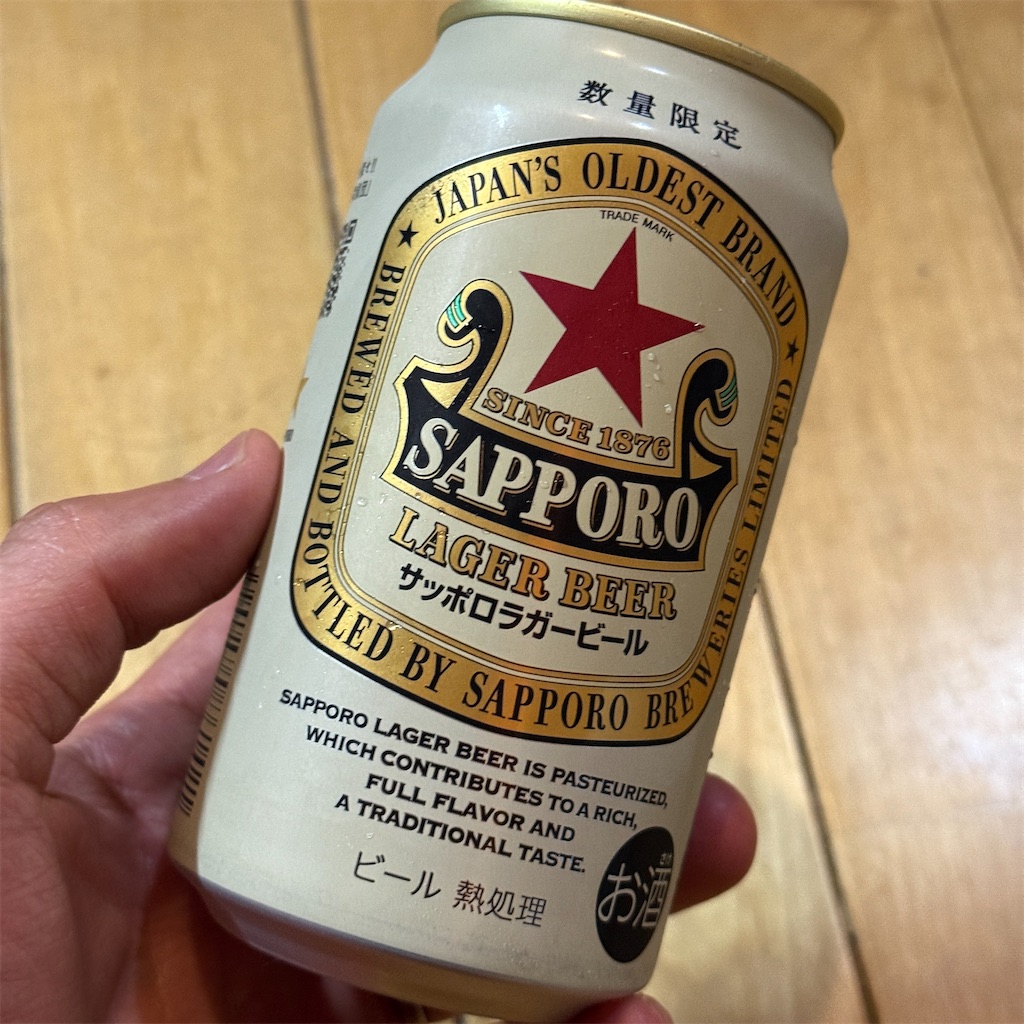 数量限定
JAPAN'S OLDEST BRAND
TRADE MARK
SINCE 1876
SAPPORO
LAGER BEER
サッポロラガービール
BREWED AND BOTTLED BY SAPPORO BREWERIES LIMITED
SAPPORO LAGER BEER IS PASTEURIZED,
WHICH CONTRIBUTES TO A RICH,
FULL FLAVOR AND
A TRADITIONAL TASTE.
ビール 熱処理
お酒